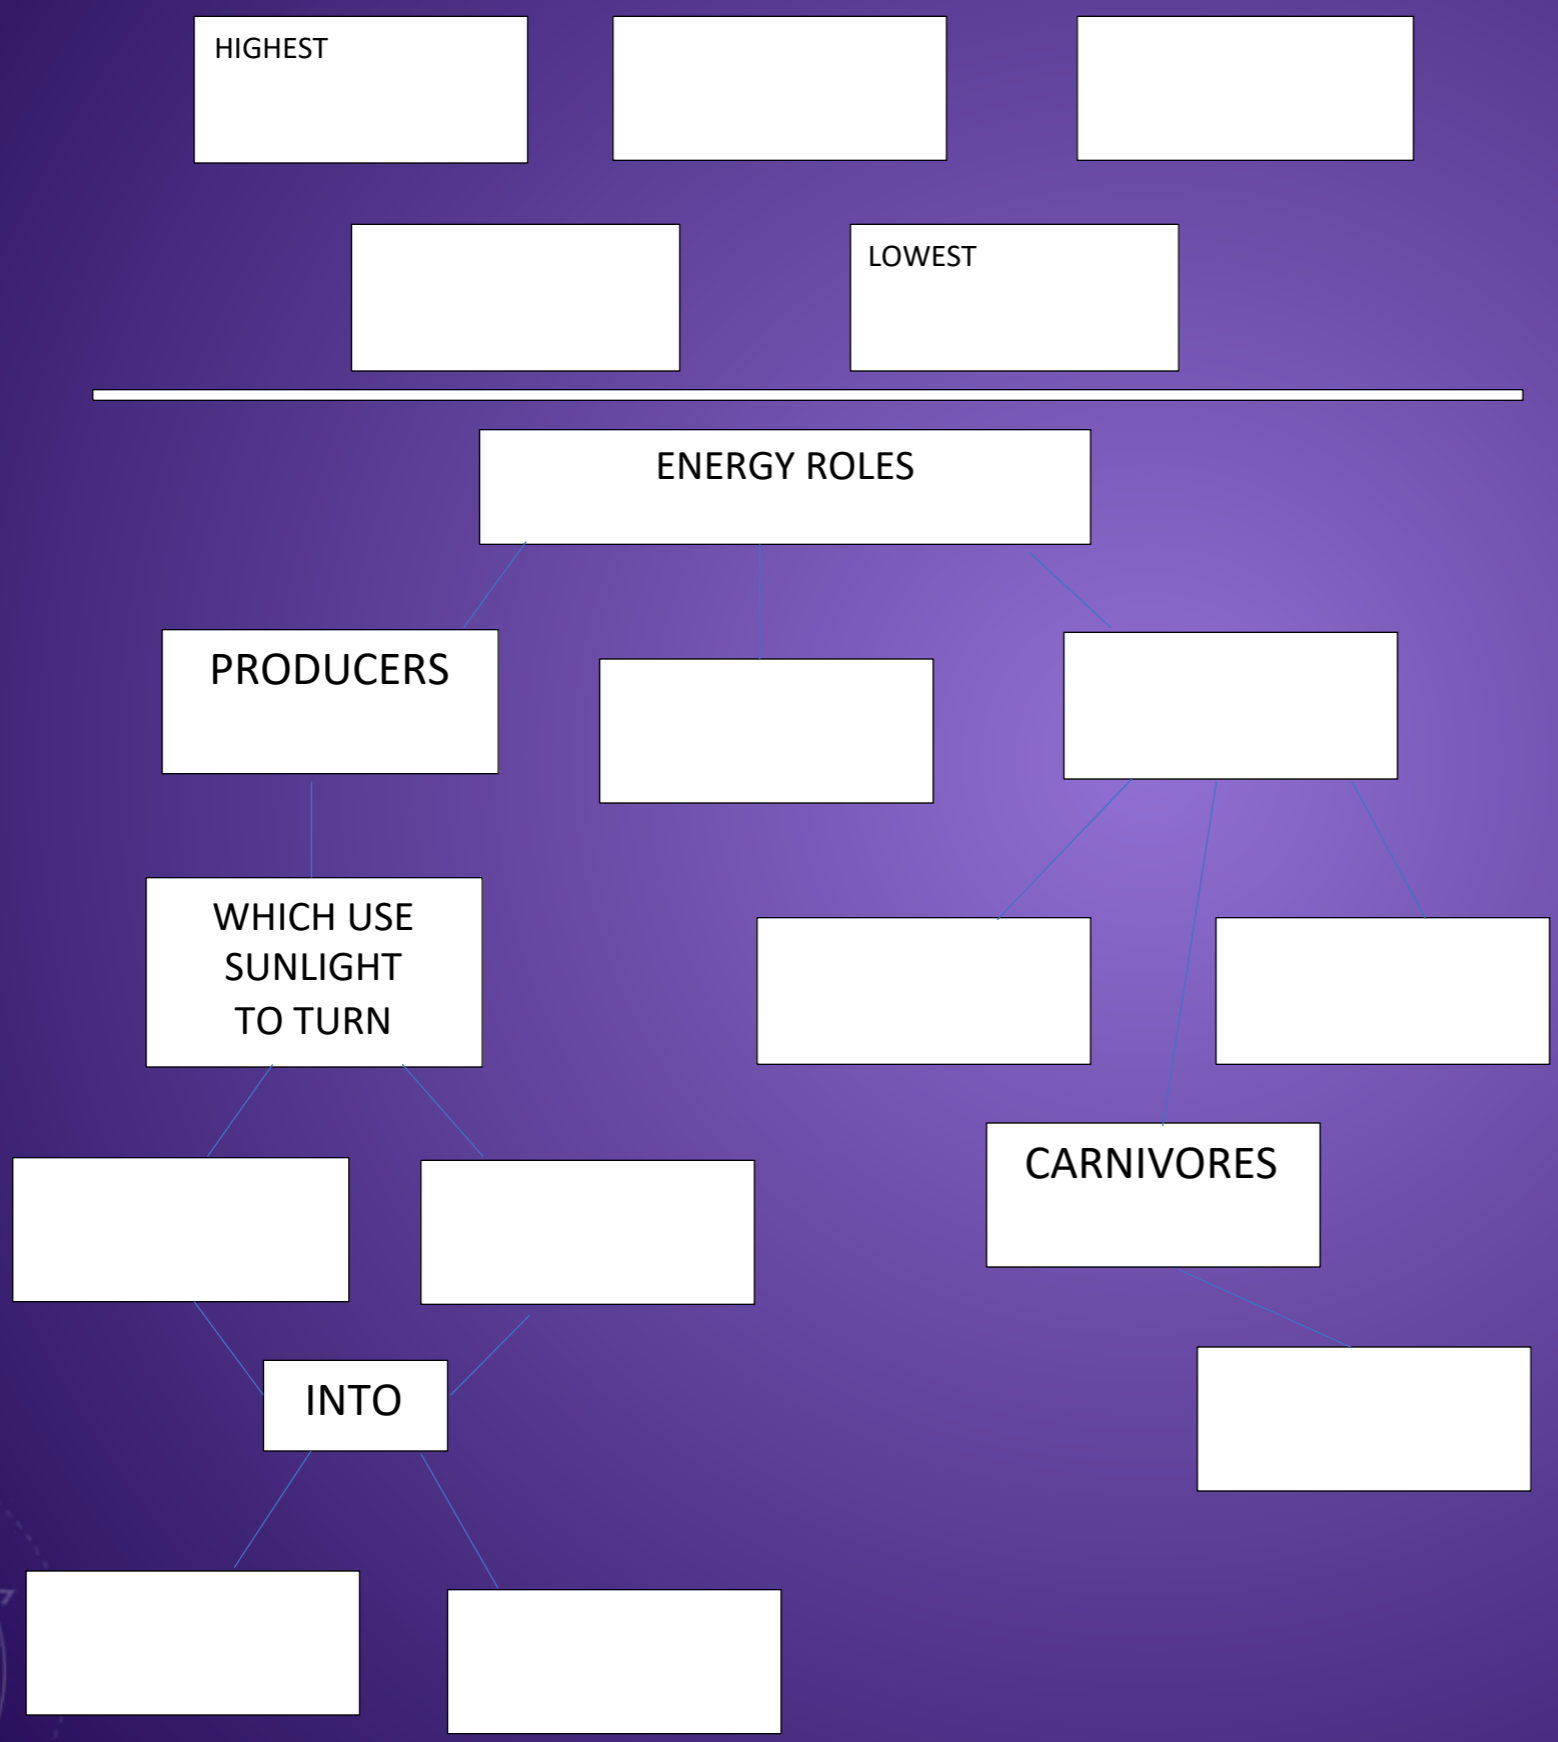 HIGHEST
LOWEST
ENERGY ROLES
PRODUCERS
WHICH USE
SUNLIGHT
TO TURN
CARNIVORES
INTO